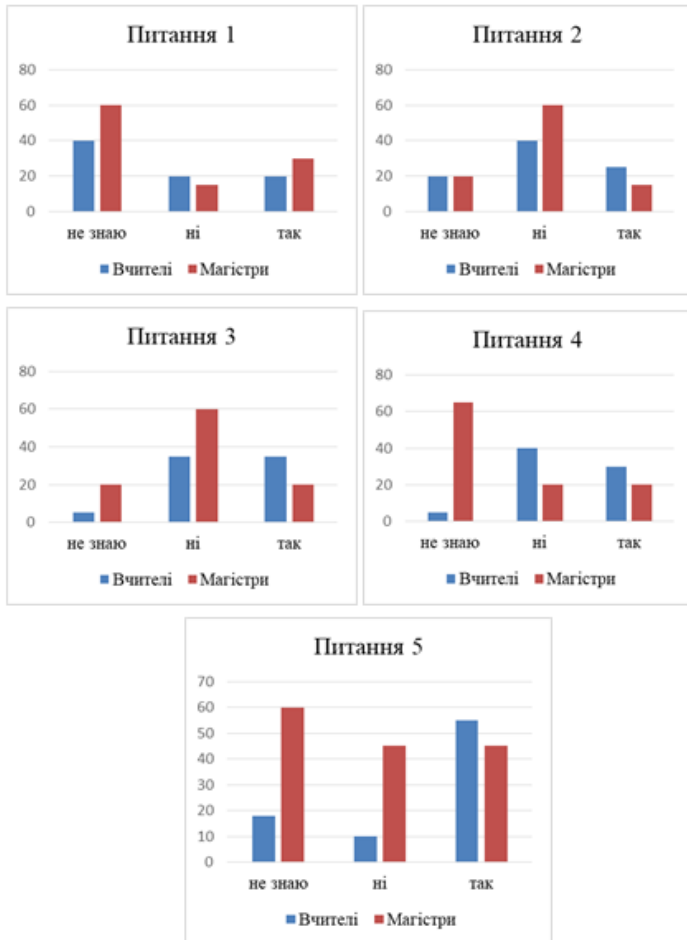 Питання 1
80
60
40
20
0
не знаю ні так
Вчителі Магістри
Питання 2
80
60
40
20
0
не знаю ні так
Вчителі Магістри
Питання 3
80
60
40
20
0
не знаю ні так
Вчителі Магістри
Питання 4
80
60
40
20
0
не знаю ні так
Вчителі Магістри
Питання 5
70
60
50
40
30
20
10
0
не знаю ні так
Вчителі Магістри